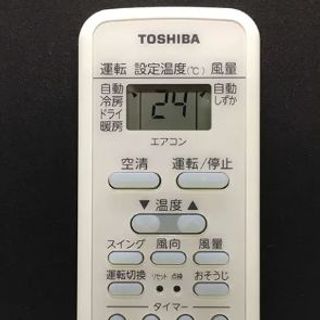 TOSHIBA
運転 設定温度(℃) 風量
自動 24 自動
冷房 しずか
ドライ
暖房
エアコン
空清 運転/停止
▼ 温度 ▲
スイング 風向 風量
運転切換 リセット 点検 おそうじ
タイマー